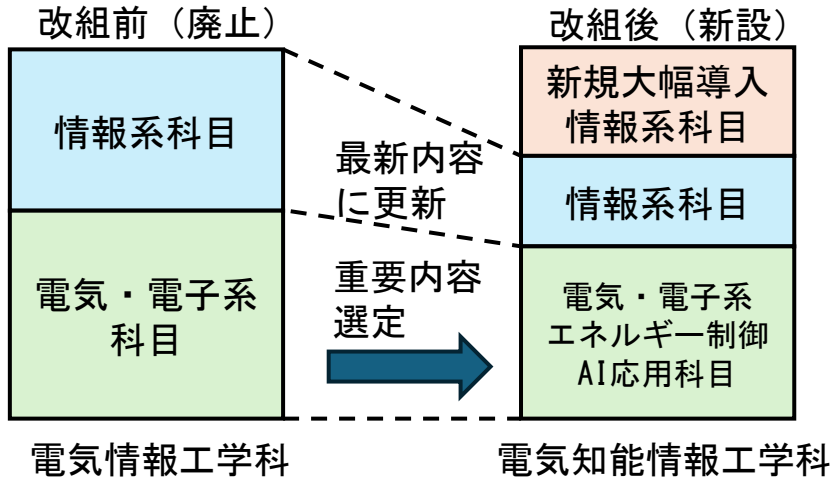 改組前（廃止）
情報系科目
電気・電子系
科目
電気情報工学科
最新内容
に更新
重要内容
選定
改組後（新設）
新規大幅導入
情報系科目
情報系科目
電気・電子系
エネルギー制御
AI応用科目
電気知能情報工学科